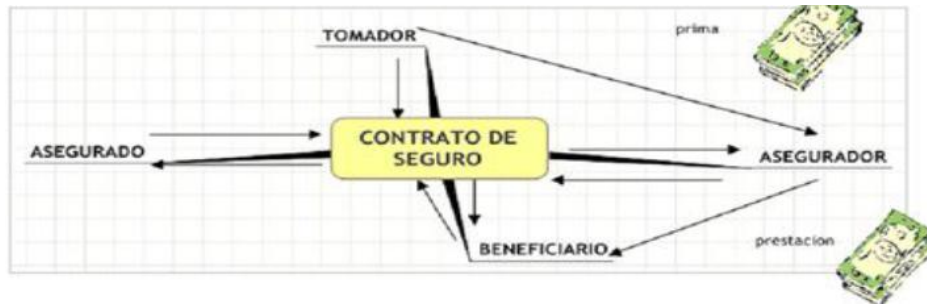 prima
TOMADOR
CONTRATO DE
SEGURO
ASEGURADO
ASEGURADOR
BENEFICIARIO
prestacion